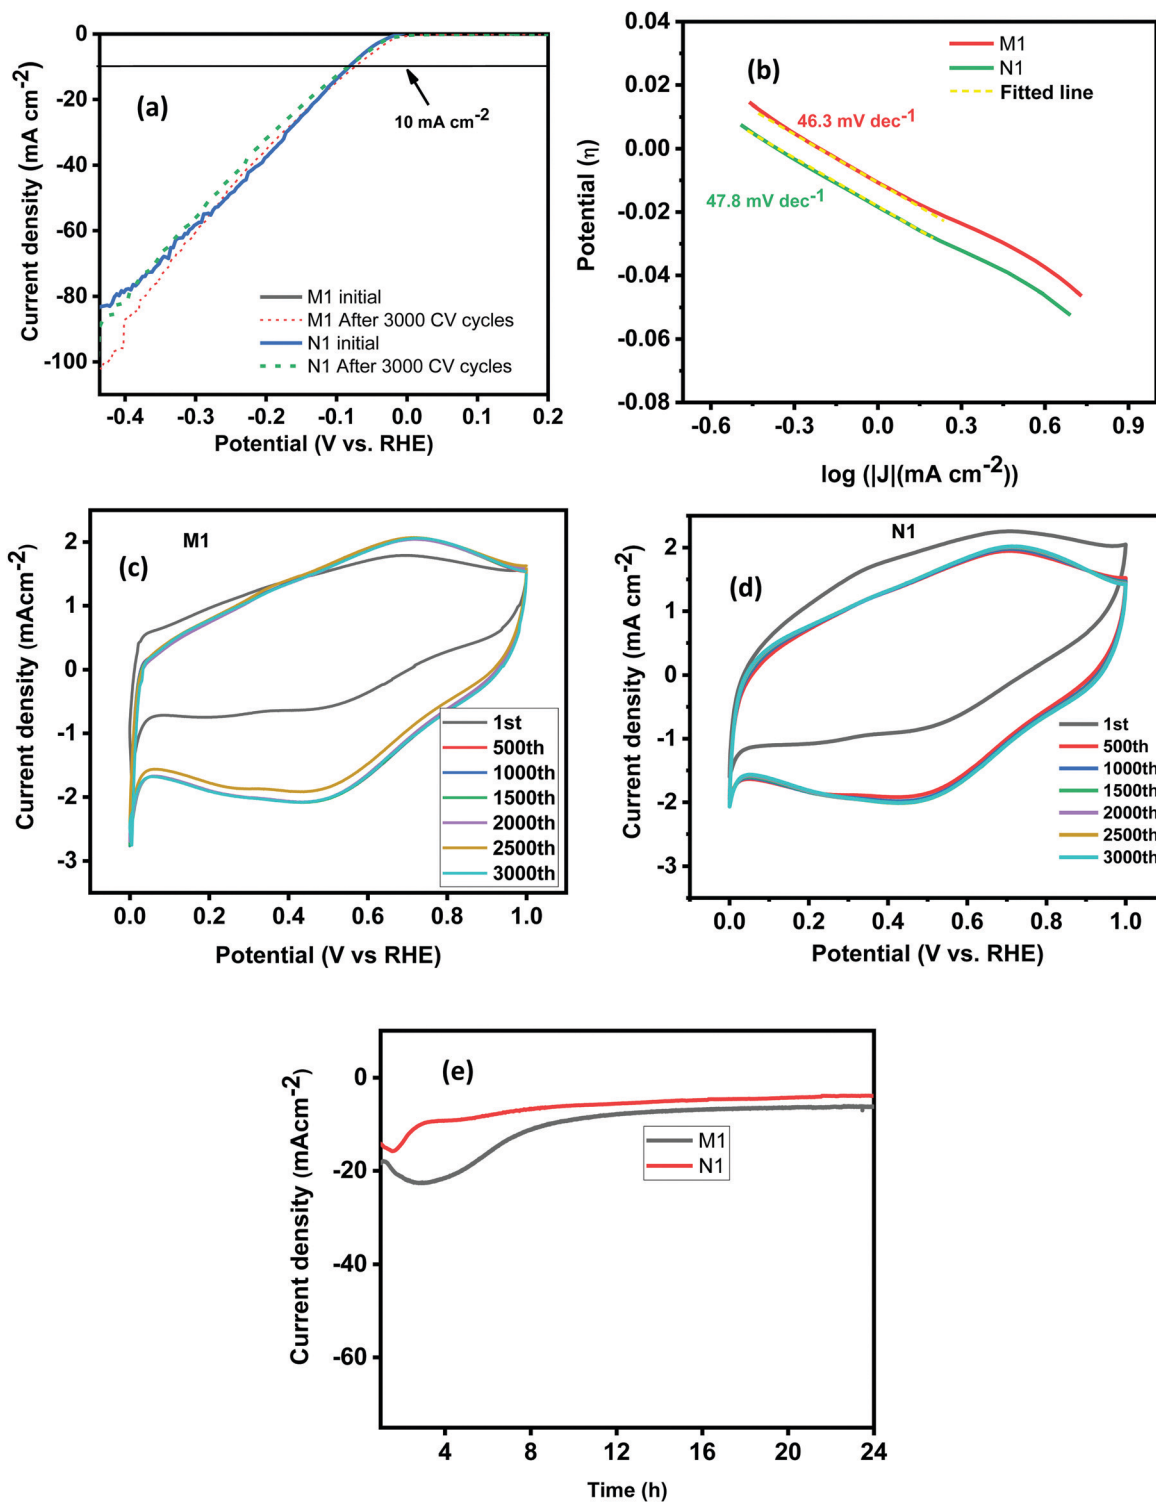 0
-20
-40
-60
-80
-100
Current density (mA cm-2)
(a)
10 mA cm-2
M1 initial
M1 After 3000 CV cycles
N1 initial
N1 After 3000 CV cycles
-0.4 -0.3 -0.2 -0.1 0.0 0.1 0.2
Potential (V vs. RHE)
0.04
0.02
0.00
-0.02
-0.04
-0.06
-0.08
Potential (η)
(b)
M1
N1
Fitted line
46.3 mV dec-1
47.8 mV dec-1
-0.6 -0.3 0.0 0.3 0.6 0.9
log (|J|(mA cm-2))
2
1
0
-1
-2
-3
Current density (mAcm-2)
(c)
M1
1st
500th
1000th
1500th
2000th
2500th
3000th
0.0 0.2 0.4 0.6 0.8 1.0
Potential (V vs RHE)
2
1
0
-1
-2
-3
Current density (mA cm-2)
N1
(d)
1st
500th
1000th
1500th
2000th
2500th
3000th
0.0 0.2 0.4 0.6 0.8 1.0
Potential (V vs. RHE)
0
-20
-40
-60
Current density (mAcm-2)
(e)
M1
N1
4 8 12 16 20 24
Time (h)